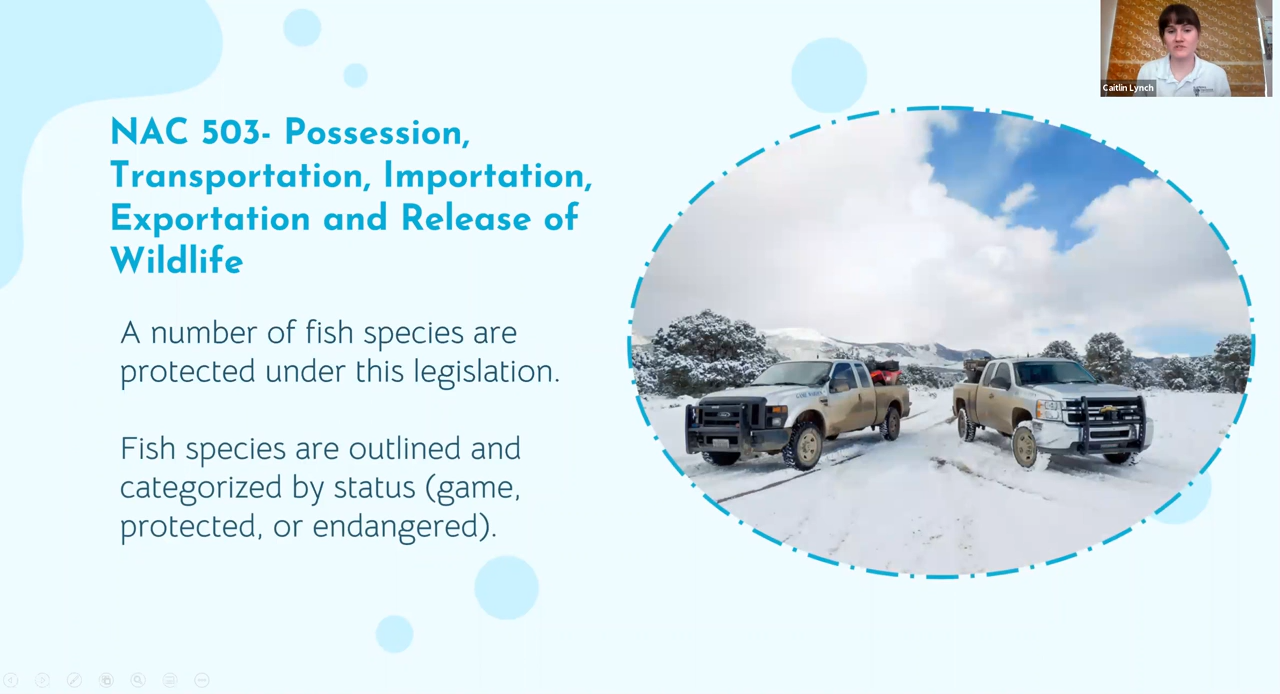 Caitlin Lynch
NAC 503- Possession,
Transportation, Importation,
Exportation and Release of
Wildlife
A number of fish species are
protected under this legislation.
Fish species are outlined and
categorized by status (game,
protected, or endangered).